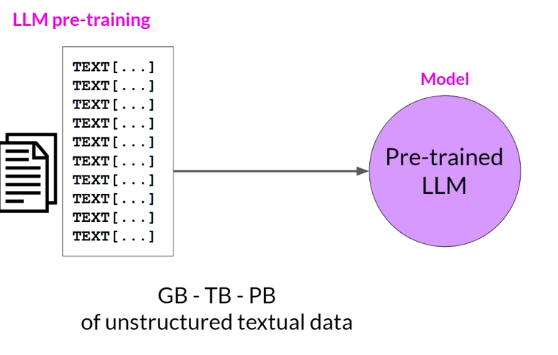 LLM pre-training
TEXT[...]
TEXT[...]
TEXT[...]
TEXT[...]
TEXT[...]
TEXT[...]
TEXT[...]
TEXT[...]
TEXT[...]
TEXT[...]
Model
Pre-trained
LLM
GB - TB - PB
of unstructured textual data